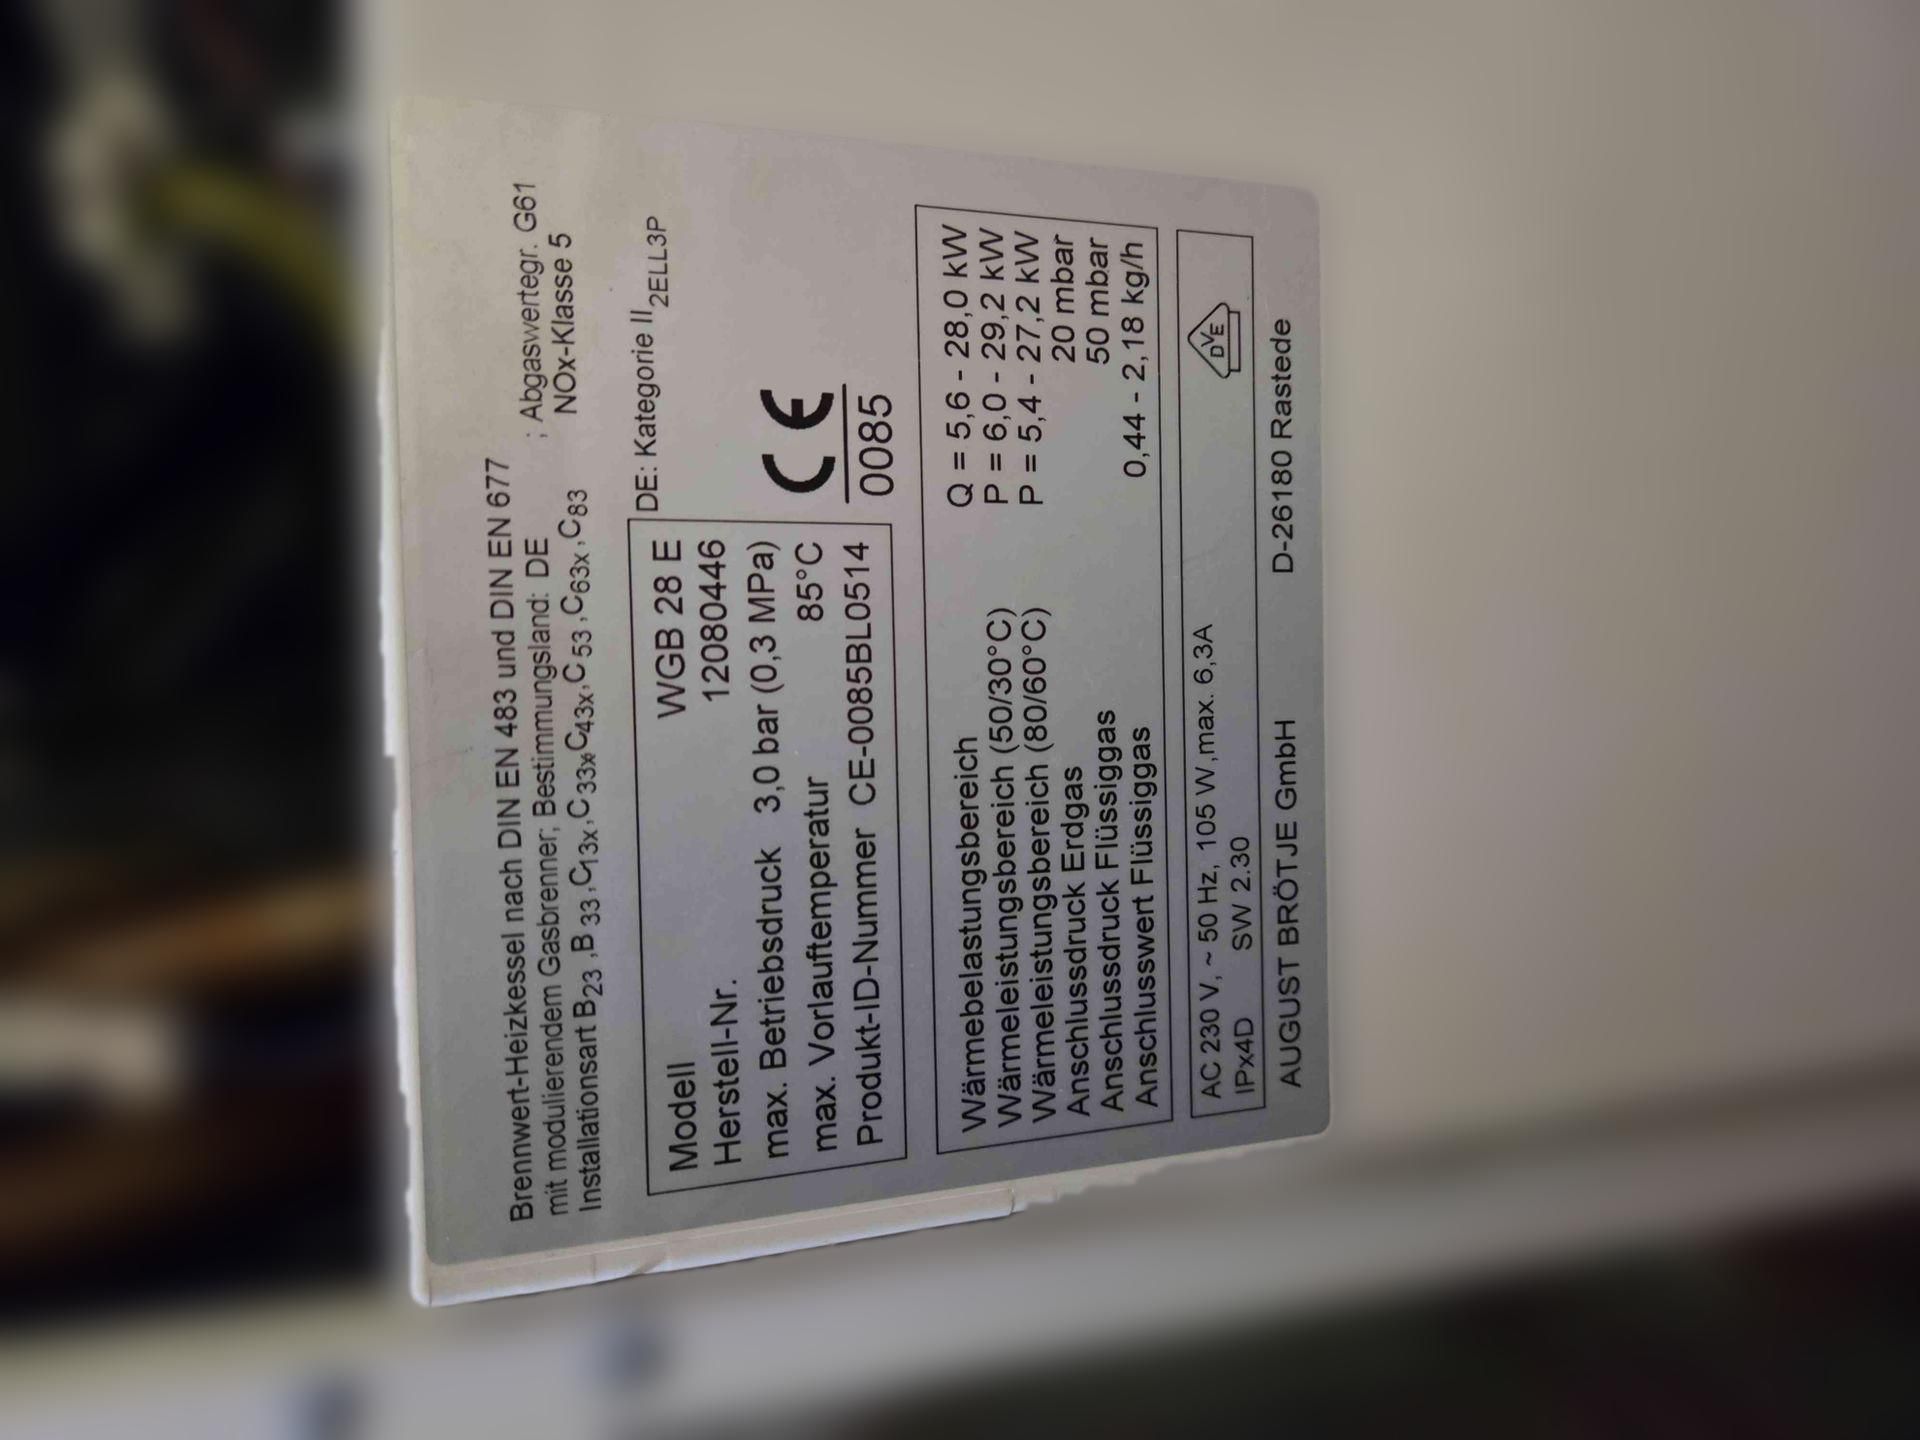 Brennwert-Heizkessel nach DIN EN 483 und DIN EN 677
mit modulierendem Gasbrenner; Bestimmungsland: DE ; Abgaswertegr. G61
Installationsart B23 ,B 33 ,C13x,C33x,C43x,C 53 ,C63x ,C83 NOx-Klasse 5
DE: Kategorie II 2ELL3P
Modell WGB 28 E
Herstell-Nr. 12080446
max. Betriebsdruck 3,0 bar (0,3 MPa)
max. Vorlauftemperatur 85°C
Produkt-ID-Nummer CE-0085BL0514
CE
0085
Wärmebelastungsbereich Q = 5,6 - 28,0 kW
Wärmeleistungsbereich (50/30°C) P = 6,0 - 29,2 kW
Wärmeleistungsbereich (80/60°C) P = 5,4 - 27,2 kW
Anschlussdruck Erdgas 20 mbar
Anschlussdruck Flüssiggas 50 mbar
Anschlusswert Flüssiggas 0,44 - 2,18 kg/h
AC 230 V, ~ 50 Hz, 105 W,max. 6,3A
IPx4D SW 2.30
DVE
AUGUST BRÖTJE GmbH D-26180 Rastede